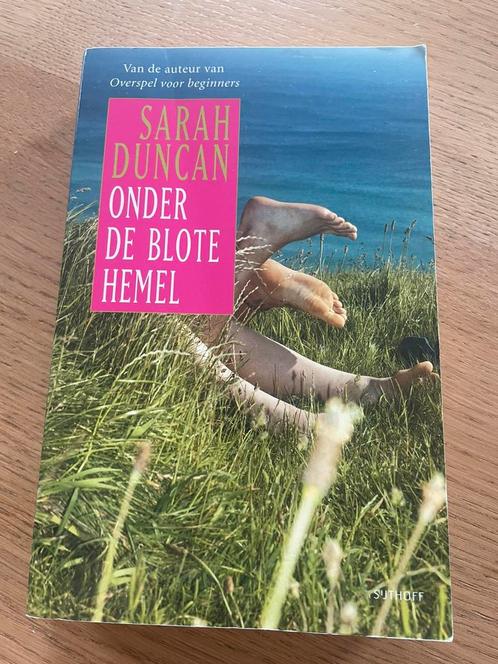 Van de auteur van
Overspel voor beginners
SARAH
DUNCAN
ONDER
DE BLOTE
HEMEL
SIJTHOFF